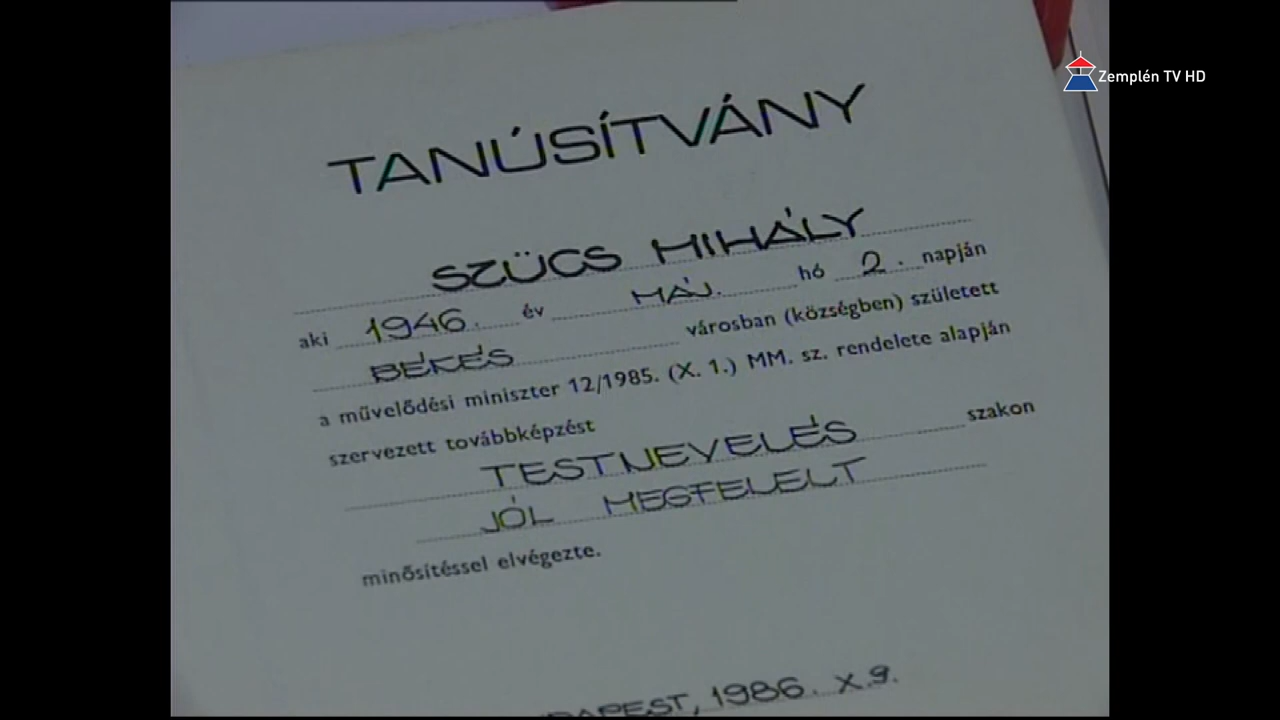 Zemplén TV HD
TANÚSÍTVÁNY
SZÜCS MIHÁLY
aki 1946. év MÁJ. hó 2. napján
BÉKÉS városban (községben) született
a művelődési miniszter 12/1985. (X. 1.) MM. sz. rendelete alapján
szervezett továbbképzést
TESTNEVELÉS szakon
JÓL MEGFELELT
minősítéssel elvégezte.
1986. X.9.